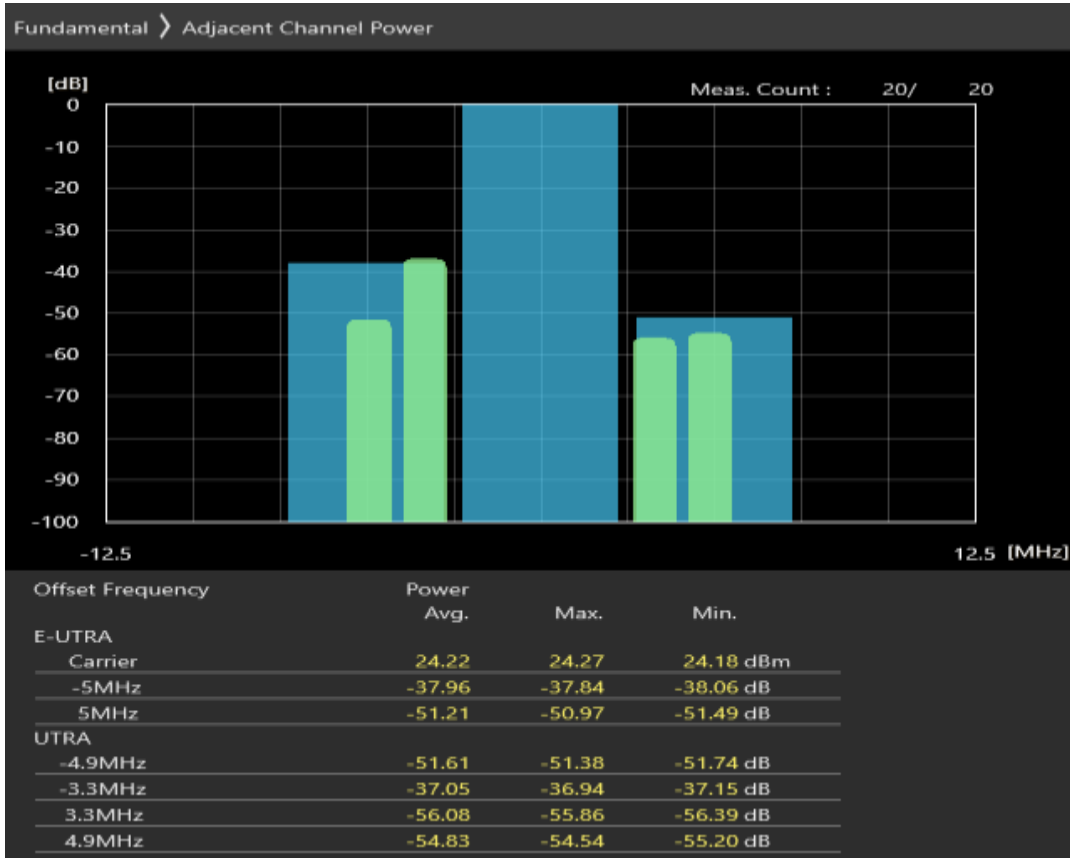 Fundamental ❯ Adjacent Channel Power
[dB]
Meas. Count : 20/ 20
0
-10
-20
-30
-40
-50
-60
-70
-80
-90
-100
-12.5 12.5 [MHz]
Offset Frequency Power
Avg. Max. Min.
E-UTRA
Carrier 24.22 24.27 24.18 dBm
-5MHz -37.96 -37.84 -38.06 dB
5MHz -51.21 -50.97 -51.49 dB
UTRA
-4.9MHz -51.61 -51.38 -51.74 dB
-3.3MHz -37.05 -36.94 -37.15 dB
3.3MHz -56.08 -55.86 -56.39 dB
4.9MHz -54.83 -54.54 -55.20 dB